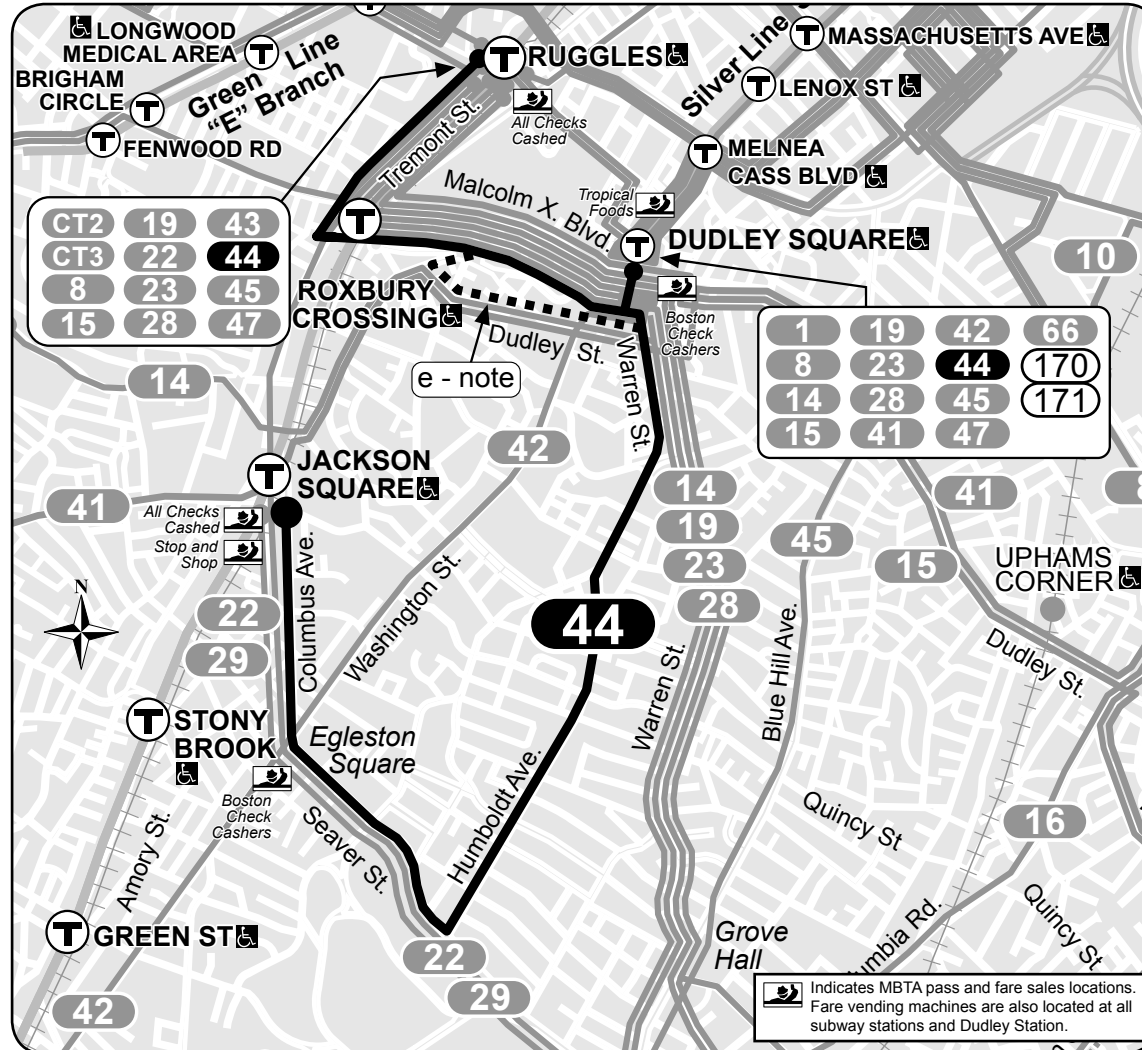 LONGWOOD
MEDICAL AREA
T
BRIGHAM
CIRCLE
T
T
FENWOOD RD
Green Line
"E" Branch
T
T
RUGGLES
All Checks
Cashed
Tremont St.
Silver Line
T
MASSACHUSETTS AVE
T
LENOX ST
T
MELNEA
CASS BLVD
CT2 19 43
CT3 22 44
8 23 45
15 28 47
T
Malcolm X. Blvd.
Tropical
Foods
T
DUDLEY SQUARE
10
ROXBURY
CROSSING
Boston
Check
Cashers
Dudley St.
e - note
Warren St.
1 19 42 66
8 23 44 170
14 28 45 171
15 41 47
14
42
T
JACKSON
SQUARE
41
All Checks
Cashed
Stop and
Shop
14
19
23
28
41
8
45
15
UPHAMS
CORNER
N
22
29
Columbus Ave.
Washington St.
44
Warren St.
Blue Hill Ave.
Dudley St.
T
STONY
BROOK
Egleston
Square
Boston
Check
Cashers
Seaver St.
Humboldt Ave.
Quincy St
16
Amory St.
T
GREEN ST
22
29
42
Grove
Hall
lumbia Rd.
Quincy St.
Indicates MBTA pass and fare sales locations.
Fare vending machines are also located at all
subway stations and Dudley Station.